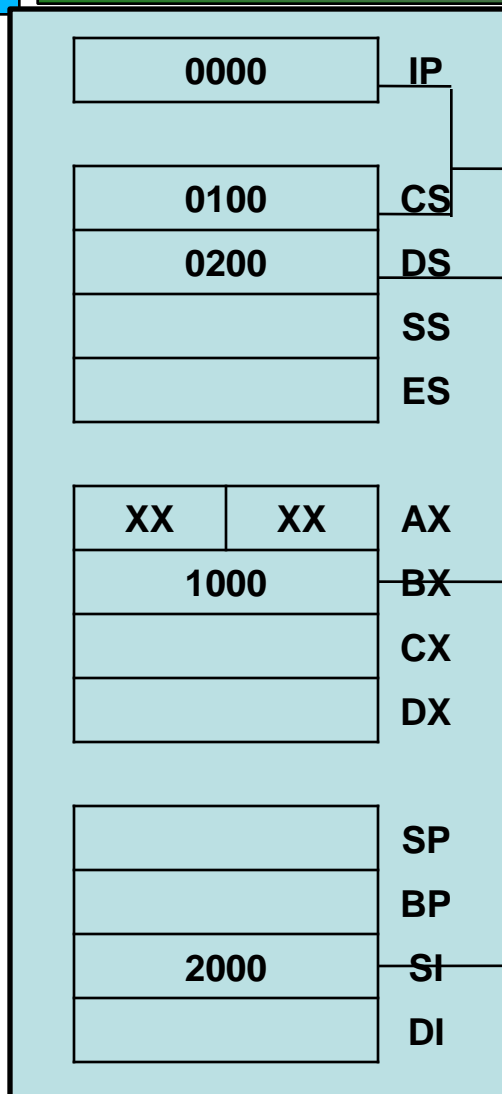 0000 IP
0100 CS
0200 DS
SS
ES
XX XX AX
1000 BX
CX
DX
SP
BP
2000 SI
DI